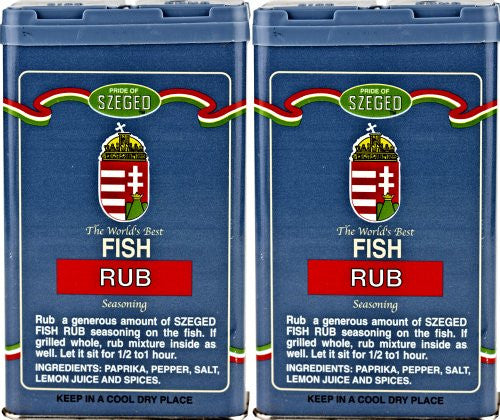 PRIDE OF
SZEGED
The World's Best
FISH
RUB
Seasoning
Rub a generous amount of SZEGED
FISH RUB seasoning on the fish. If
grilled whole, rub mixture inside as
well. Let it sit for 1/2 to1 hour.
INGREDIENTS: PAPRIKA, PEPPER, SALT,
LEMON JUICE AND SPICES.
KEEP IN A COOL DRY PLACE
PRIDE OF
SZEGED
The World's Best
FISH
RUB
Seasoning
Rub a generous amount of SZEGED
FISH RUB seasoning on the fish. If
grilled whole, rub mixture inside as
well. Let it sit for 1/2 to1 hour.
INGREDIENTS: PAPRIKA, PEPPER, SALT,
LEMON JUICE AND SPICES.
KEEP IN A COOL DRY PLACE